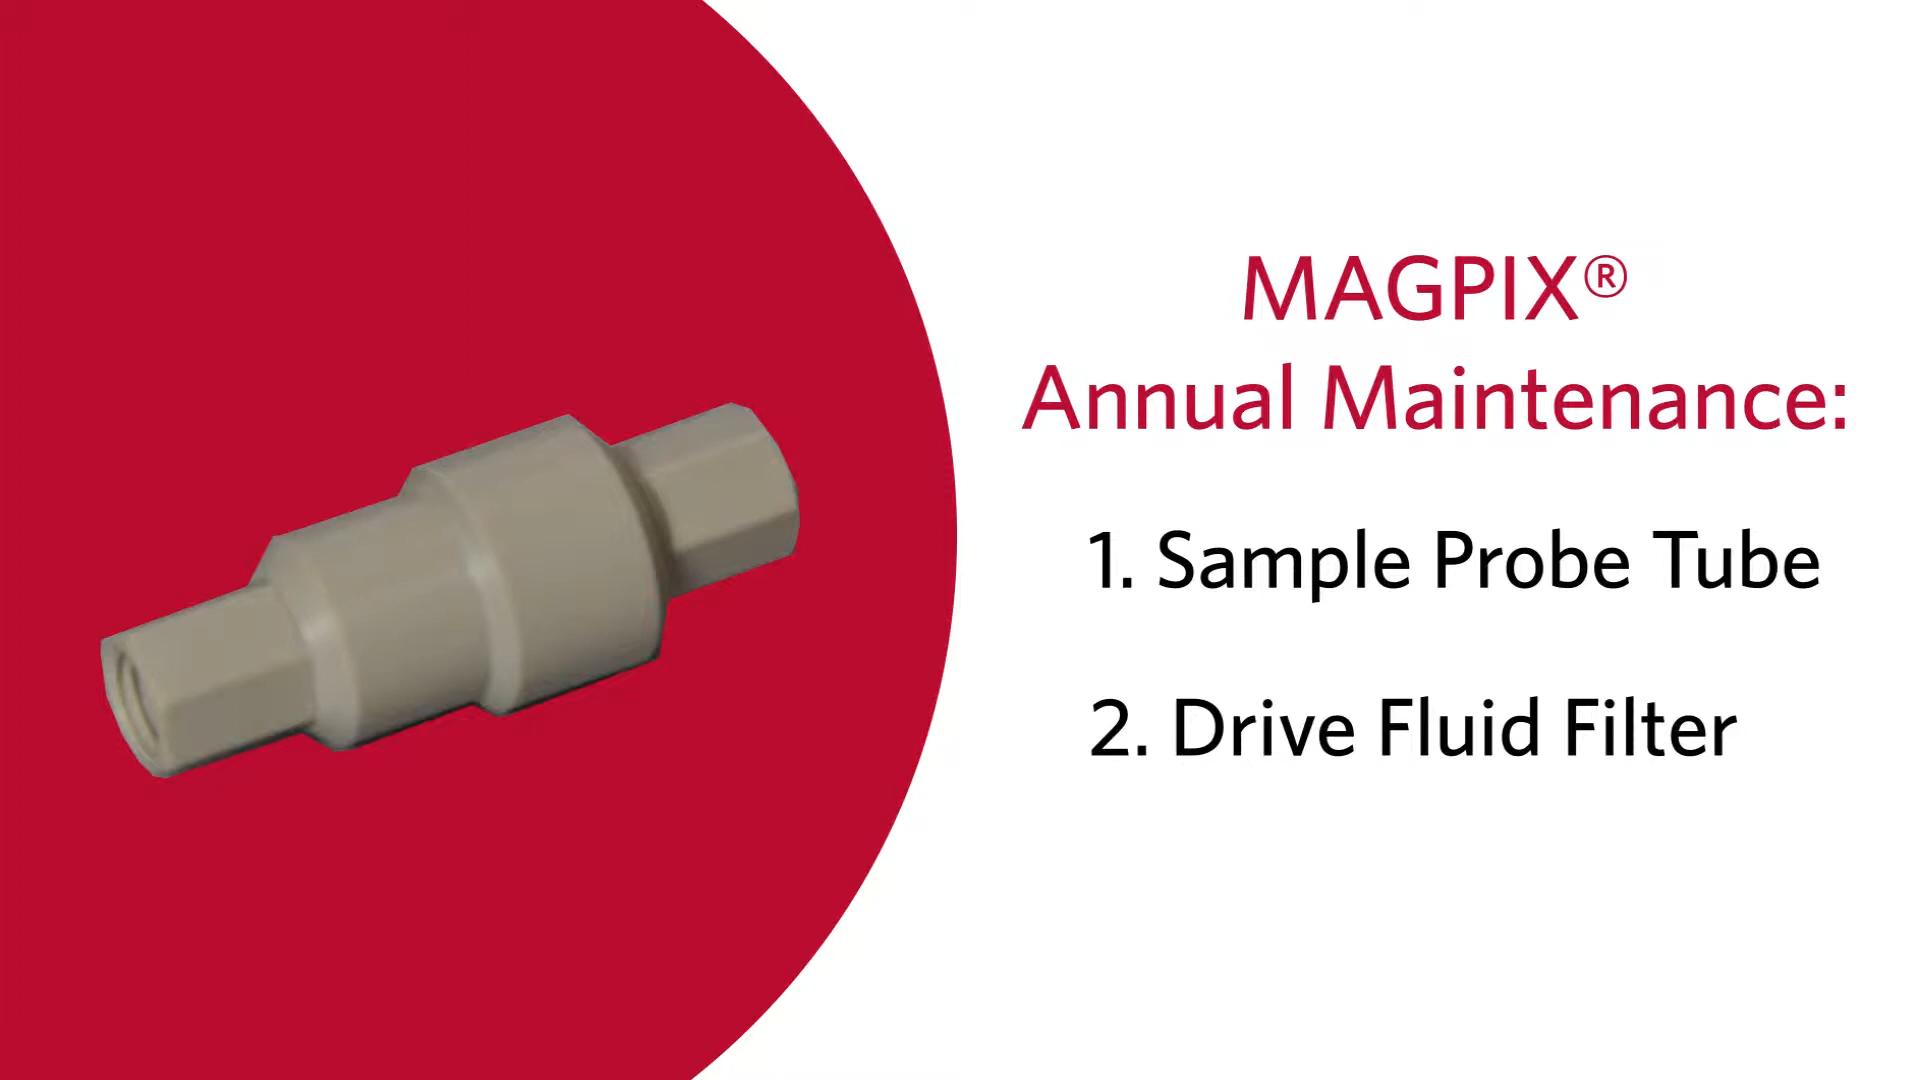 MAGPIX®
Annual Maintenance:
1. Sample Probe Tube
2. Drive Fluid Filter